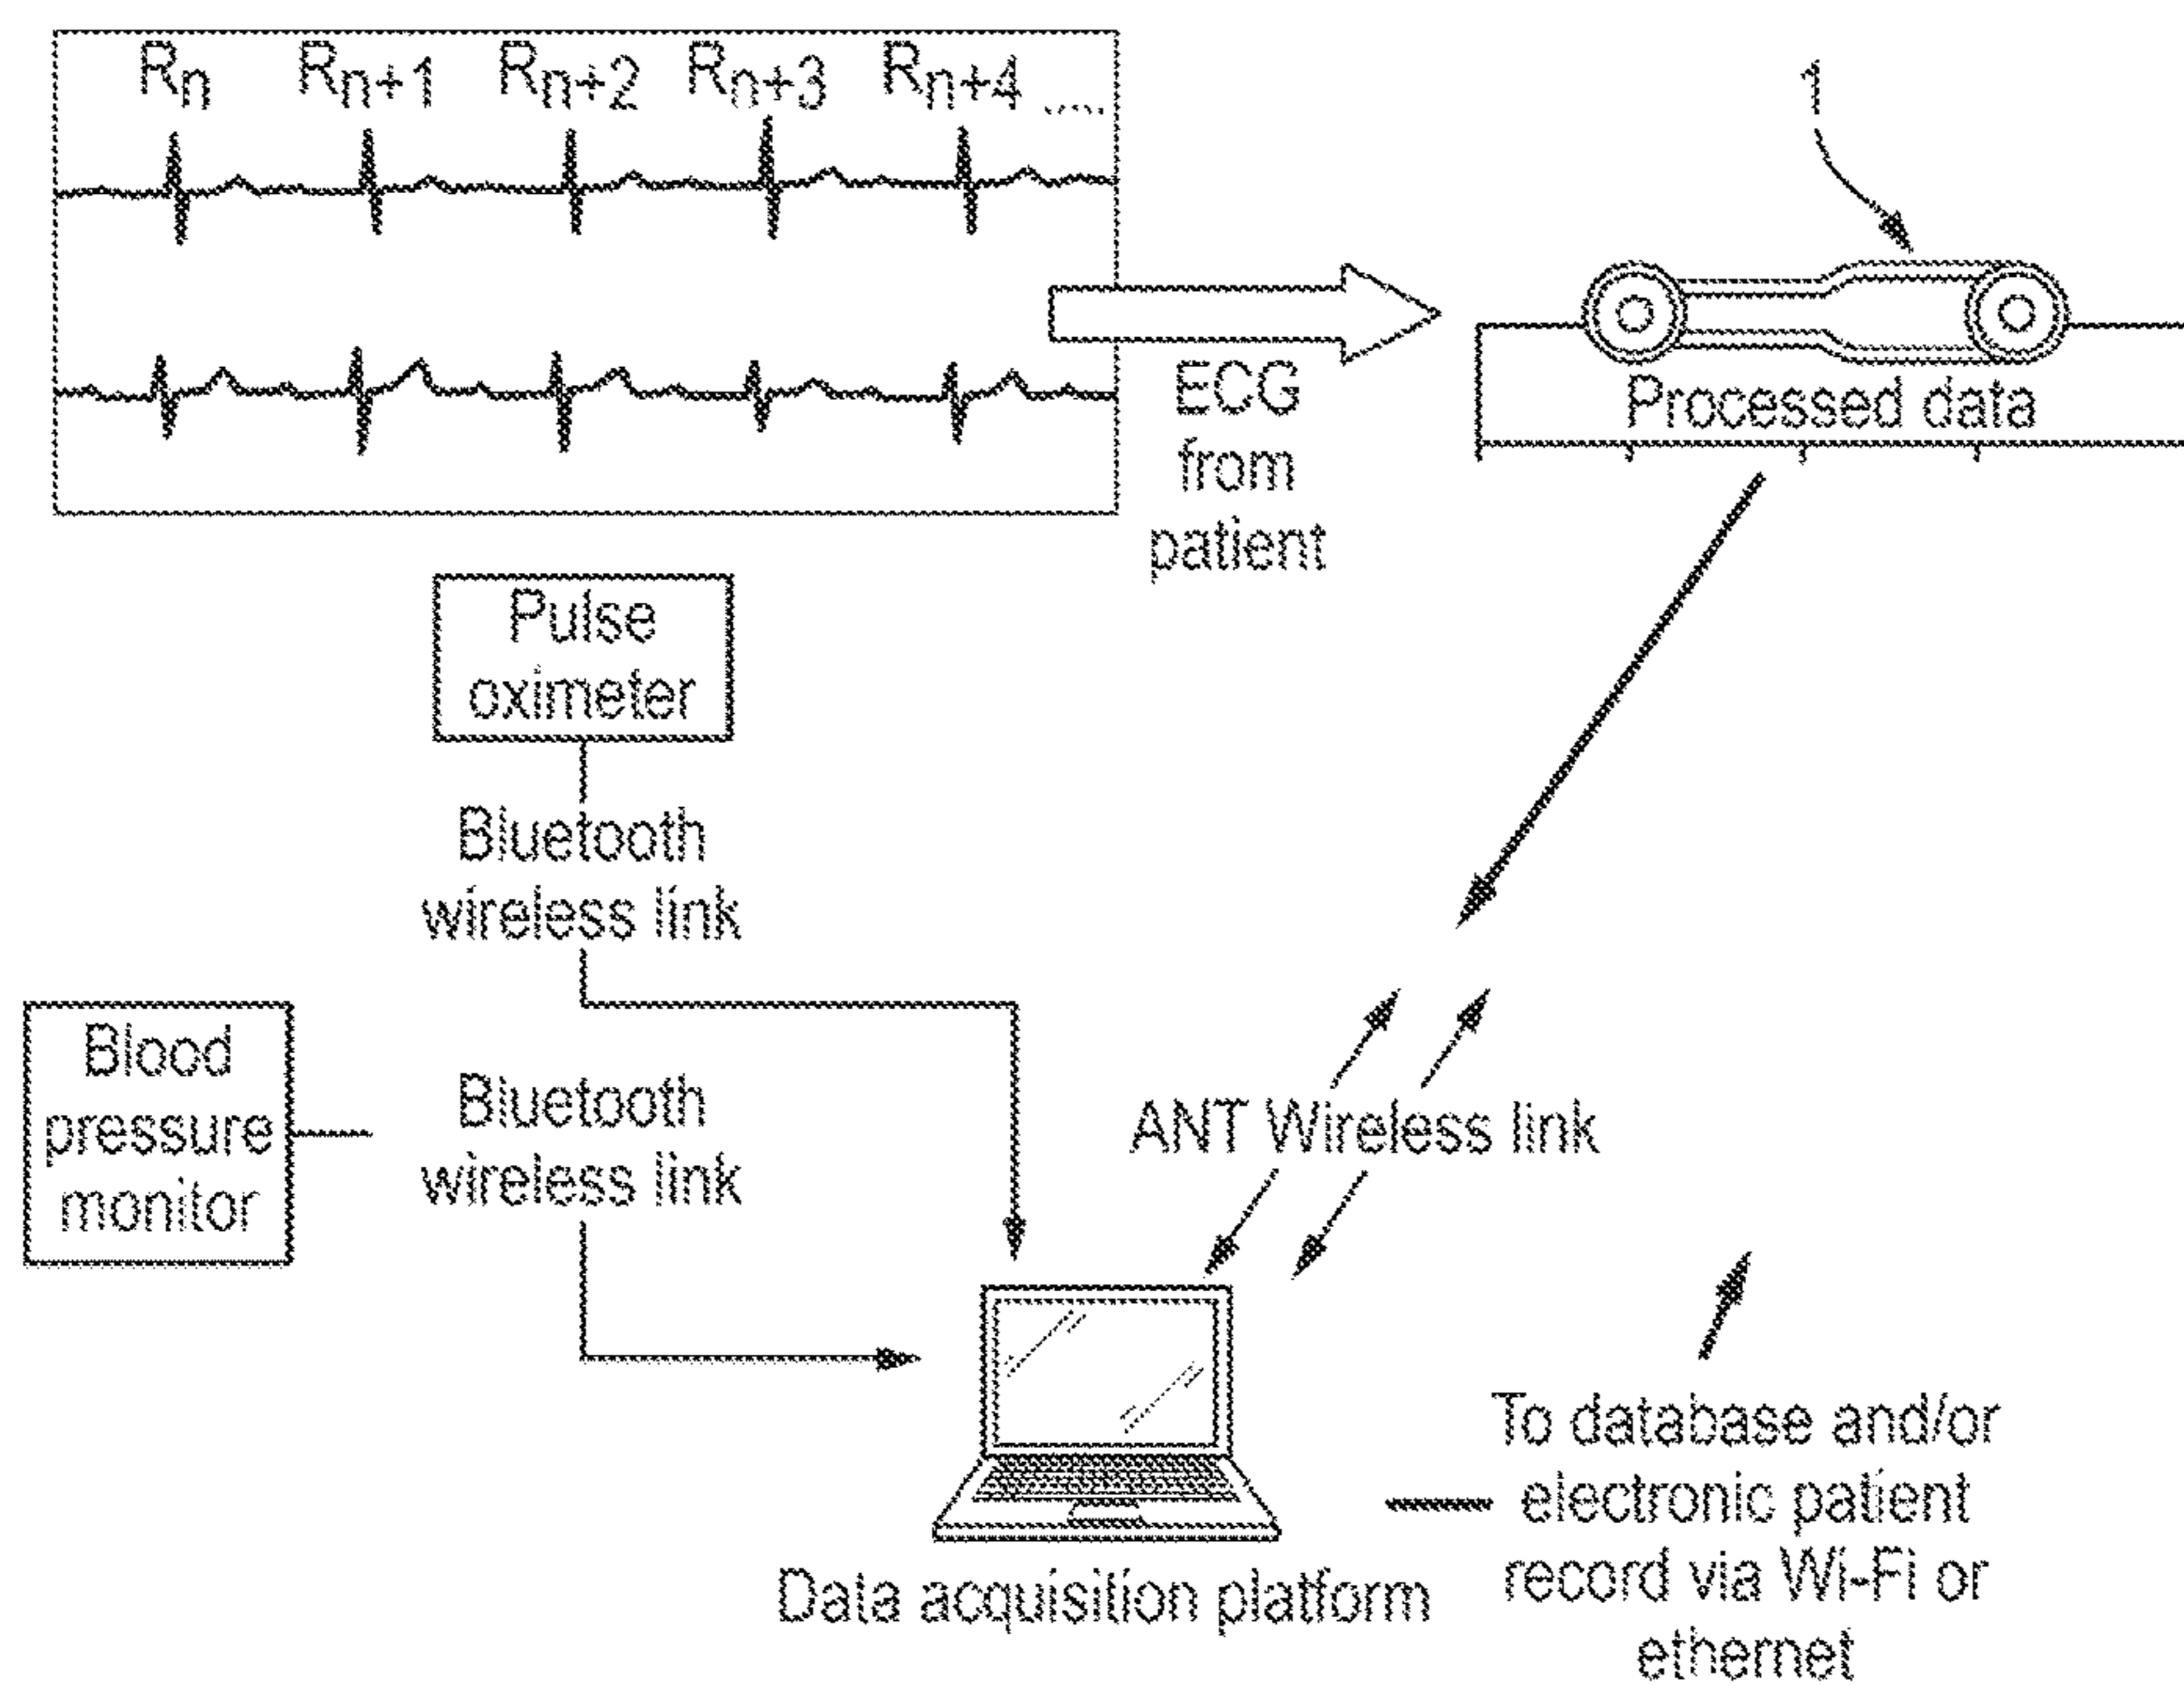 Rn Rn+1 Rn+2 Rn+3 Rn+4 ....
1
ECG
from
patient
Processed data
Pulse
oximeter
Bluetooth
wireless link
Blood
pressure
monitor
Bluetooth
wireless link
ANT Wireless link
Data acquisition platform
To database and/or
electronic patient
record via Wi-Fi or
ethernet